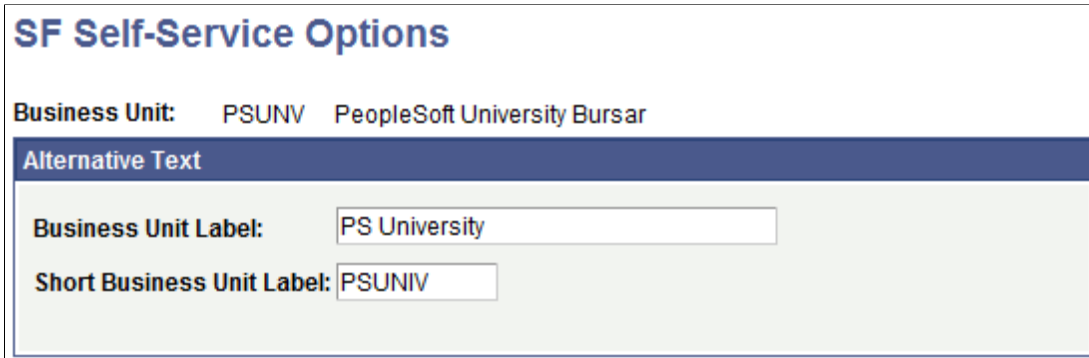 SF Self-Service Options
Business Unit: PSUNV PeopleSoft University Bursar
Alternative Text
Business Unit Label: PS University
Short Business Unit Label: PSUNIV